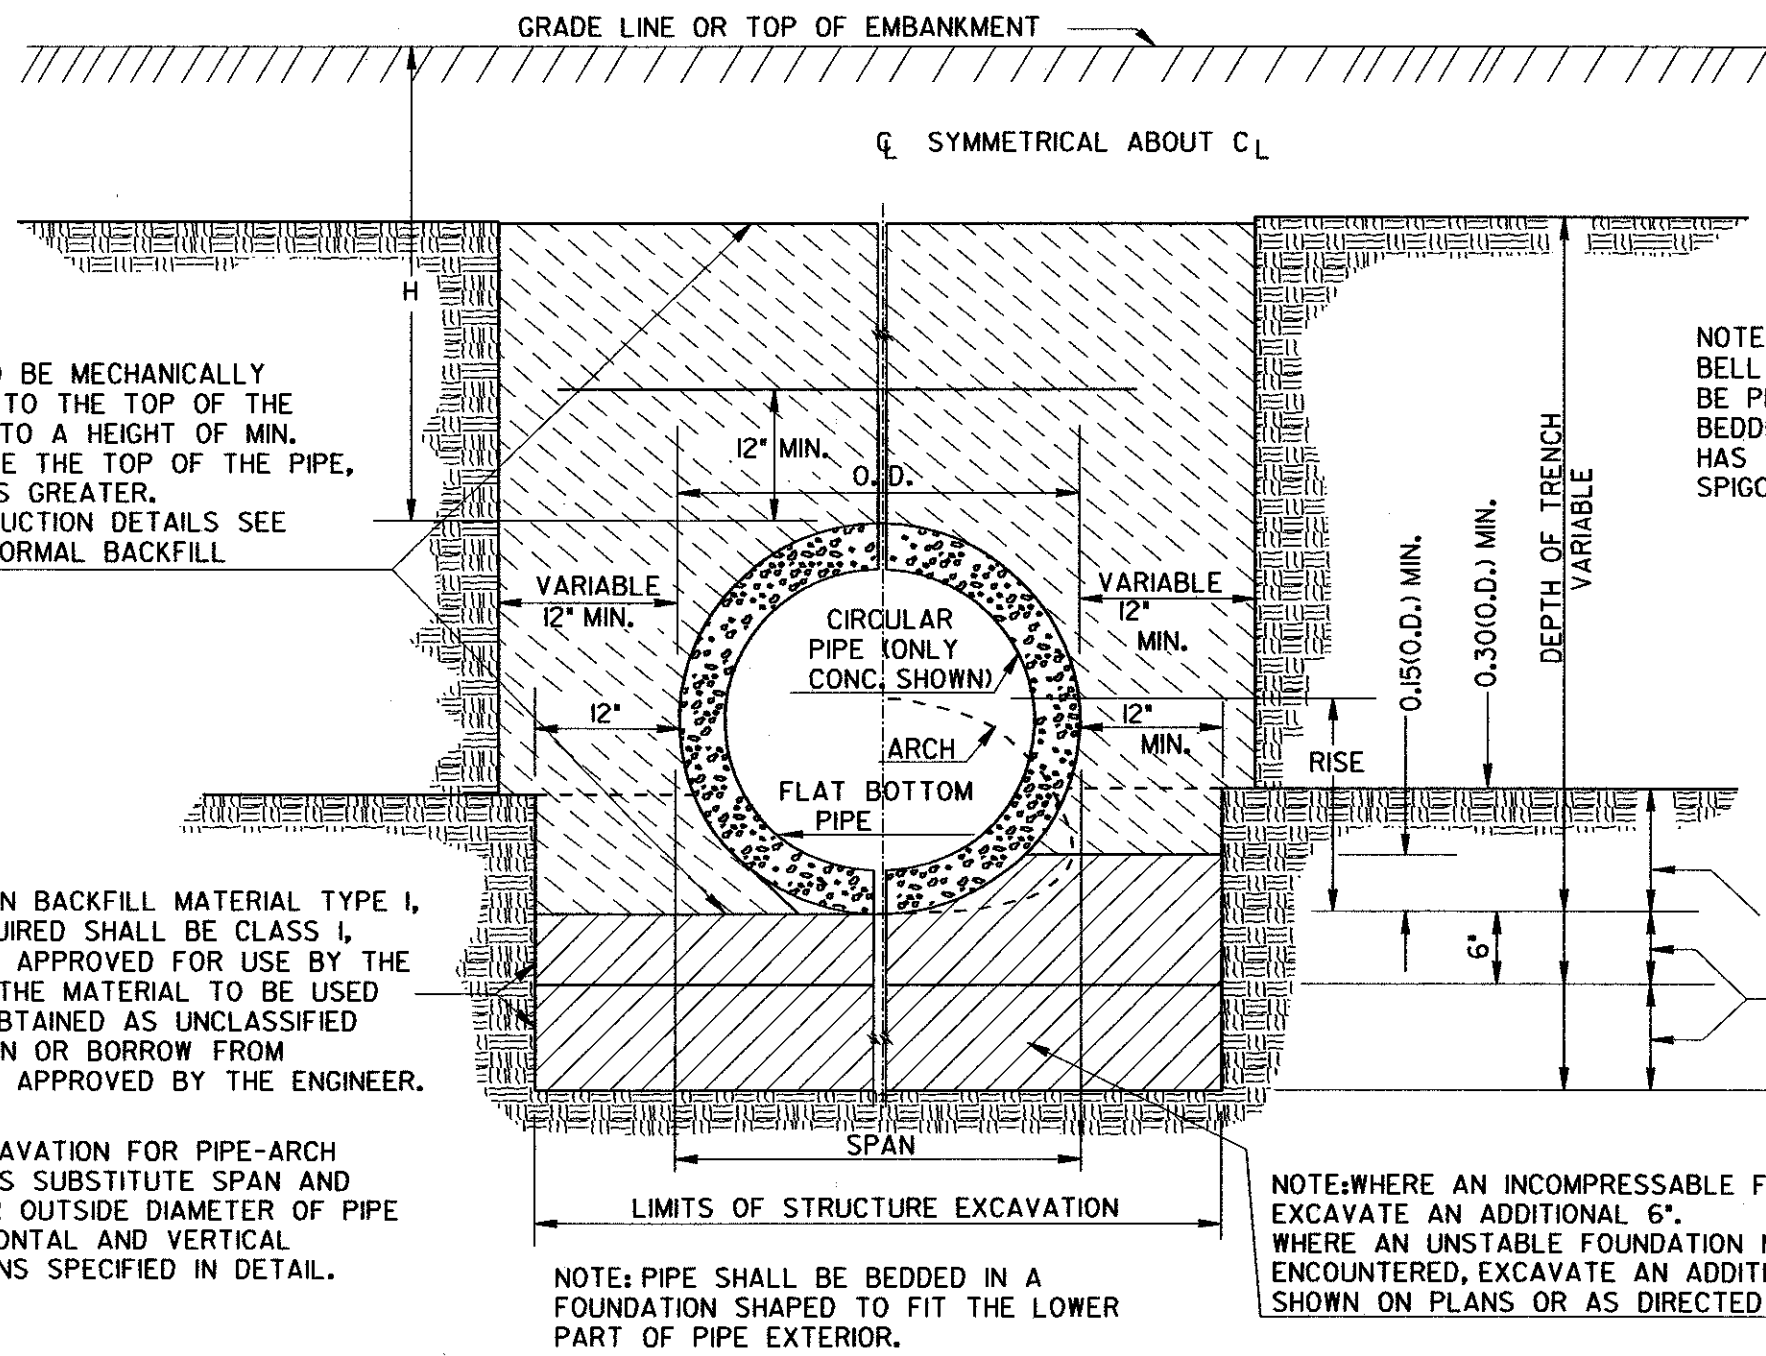 GRADE LINE OR TOP OF EMBANKMENT
℄ SYMMETRICAL ABOUT CL
H
BE MECHANICALLY
TO THE TOP OF THE
TO A HEIGHT OF MIN.
THE TOP OF THE PIPE,
GREATER.
DETAILS SEE
BACKFILL
12" MIN.
O.D.
VARIABLE
12" MIN.
VARIABLE
12"
MIN.
CIRCULAR
PIPE (ONLY
CONC. SHOWN)
12"
ARCH
12"
MIN.
FLAT BOTTOM
PIPE
RISE
0.15(O.D.) MIN.
0.30(O.D.) MIN.
DEPTH OF TRENCH
VARIABLE
NOTE
BELL
BE
HAS
6"
N BACKFILL MATERIAL TYPE I,
UIRED SHALL BE CLASS I,
APPROVED FOR USE BY THE
THE MATERIAL TO BE USED
BTAINED AS UNCLASSIFIED
N OR BORROW FROM
APPROVED BY THE ENGINEER.
AVATION FOR PIPE-ARCH
S SUBSTITUTE SPAN AND
OUTSIDE DIAMETER OF PIPE
ONTAL AND VERTICAL
NS SPECIFIED IN DETAIL.
SPAN
LIMITS OF STRUCTURE EXCAVATION
NOTE: PIPE SHALL BE BEDDED IN A
FOUNDATION SHAPED TO FIT THE LOWER
PART OF PIPE EXTERIOR.
NOTE:WHERE AN INCOMPRESSABLE F
EXCAVATE AN ADDITIONAL 6".
WHERE AN UNSTABLE FOUNDATION
ENCOUNTERED, EXCAVATE AN ADDITI
SHOWN ON PLANS OR AS DIRECTED